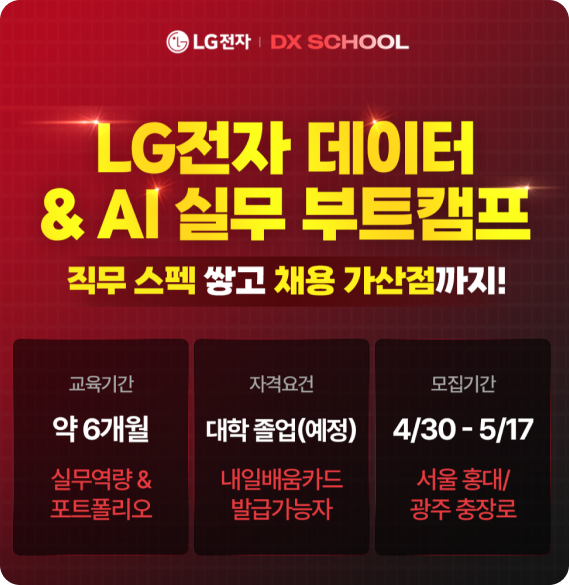 LG전자 | DX SCHOOL
LG전자 데이터
& AI 실무 부트캠프
직무 스펙 쌓고 채용 가산점까지!
교육기간
약 6개월
실무역량 &
포트폴리오
자격요건
대학 졸업(예정)
내일배움카드
발급가능자
모집기간
4/30 - 5/17
서울 홍대/
광주 충장로